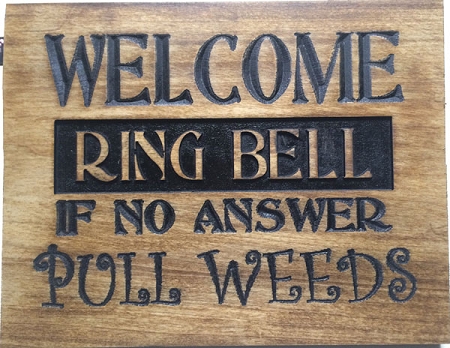 WELCOME
RING BELL
IF NO ANSWER
PULL WEEDS